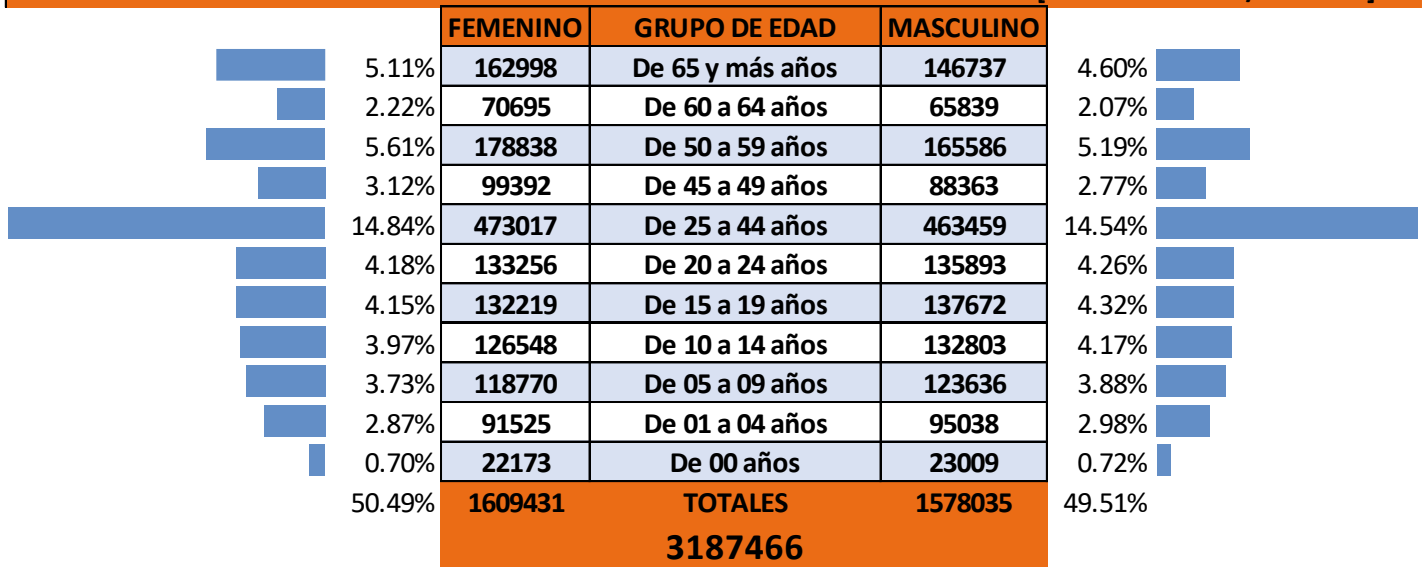 FEMENINO GRUPO DE EDAD MASCULINO
5.11% 162998 De 65 y más años 146737 4.60%
2.22% 70695 De 60 a 64 años 65839 2.07%
5.61% 178838 De 50 a 59 años 165586 5.19%
3.12% 99392 De 45 a 49 años 88363 2.77%
14.84% 473017 De 25 a 44 años 463459 14.54%
4.18% 133256 De 20 a 24 años 135893 4.26%
4.15% 132219 De 15 a 19 años 137672 4.32%
3.97% 126548 De 10 a 14 años 132803 4.17%
3.73% 118770 De 05 a 09 años 123636 3.88%
2.87% 91525 De 01 a 04 años 95038 2.98%
0.70% 22173 De 00 años 23009 0.72%
50.49% 1609431 TOTALES 1578035 49.51%
3187466